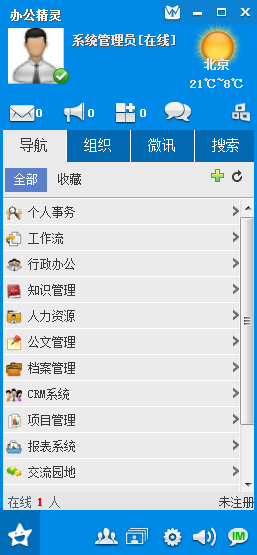 办公精灵
系统管理员[在线]
北京
21℃~8℃
0 0 0
导航 组织 微讯 搜索
全部 收藏
个人事务
工作流
行政办公
知识管理
人力资源
公文管理
档案管理
CRM系统
项目管理
报表系统
交流园地
在线 1 人 未注册
IM